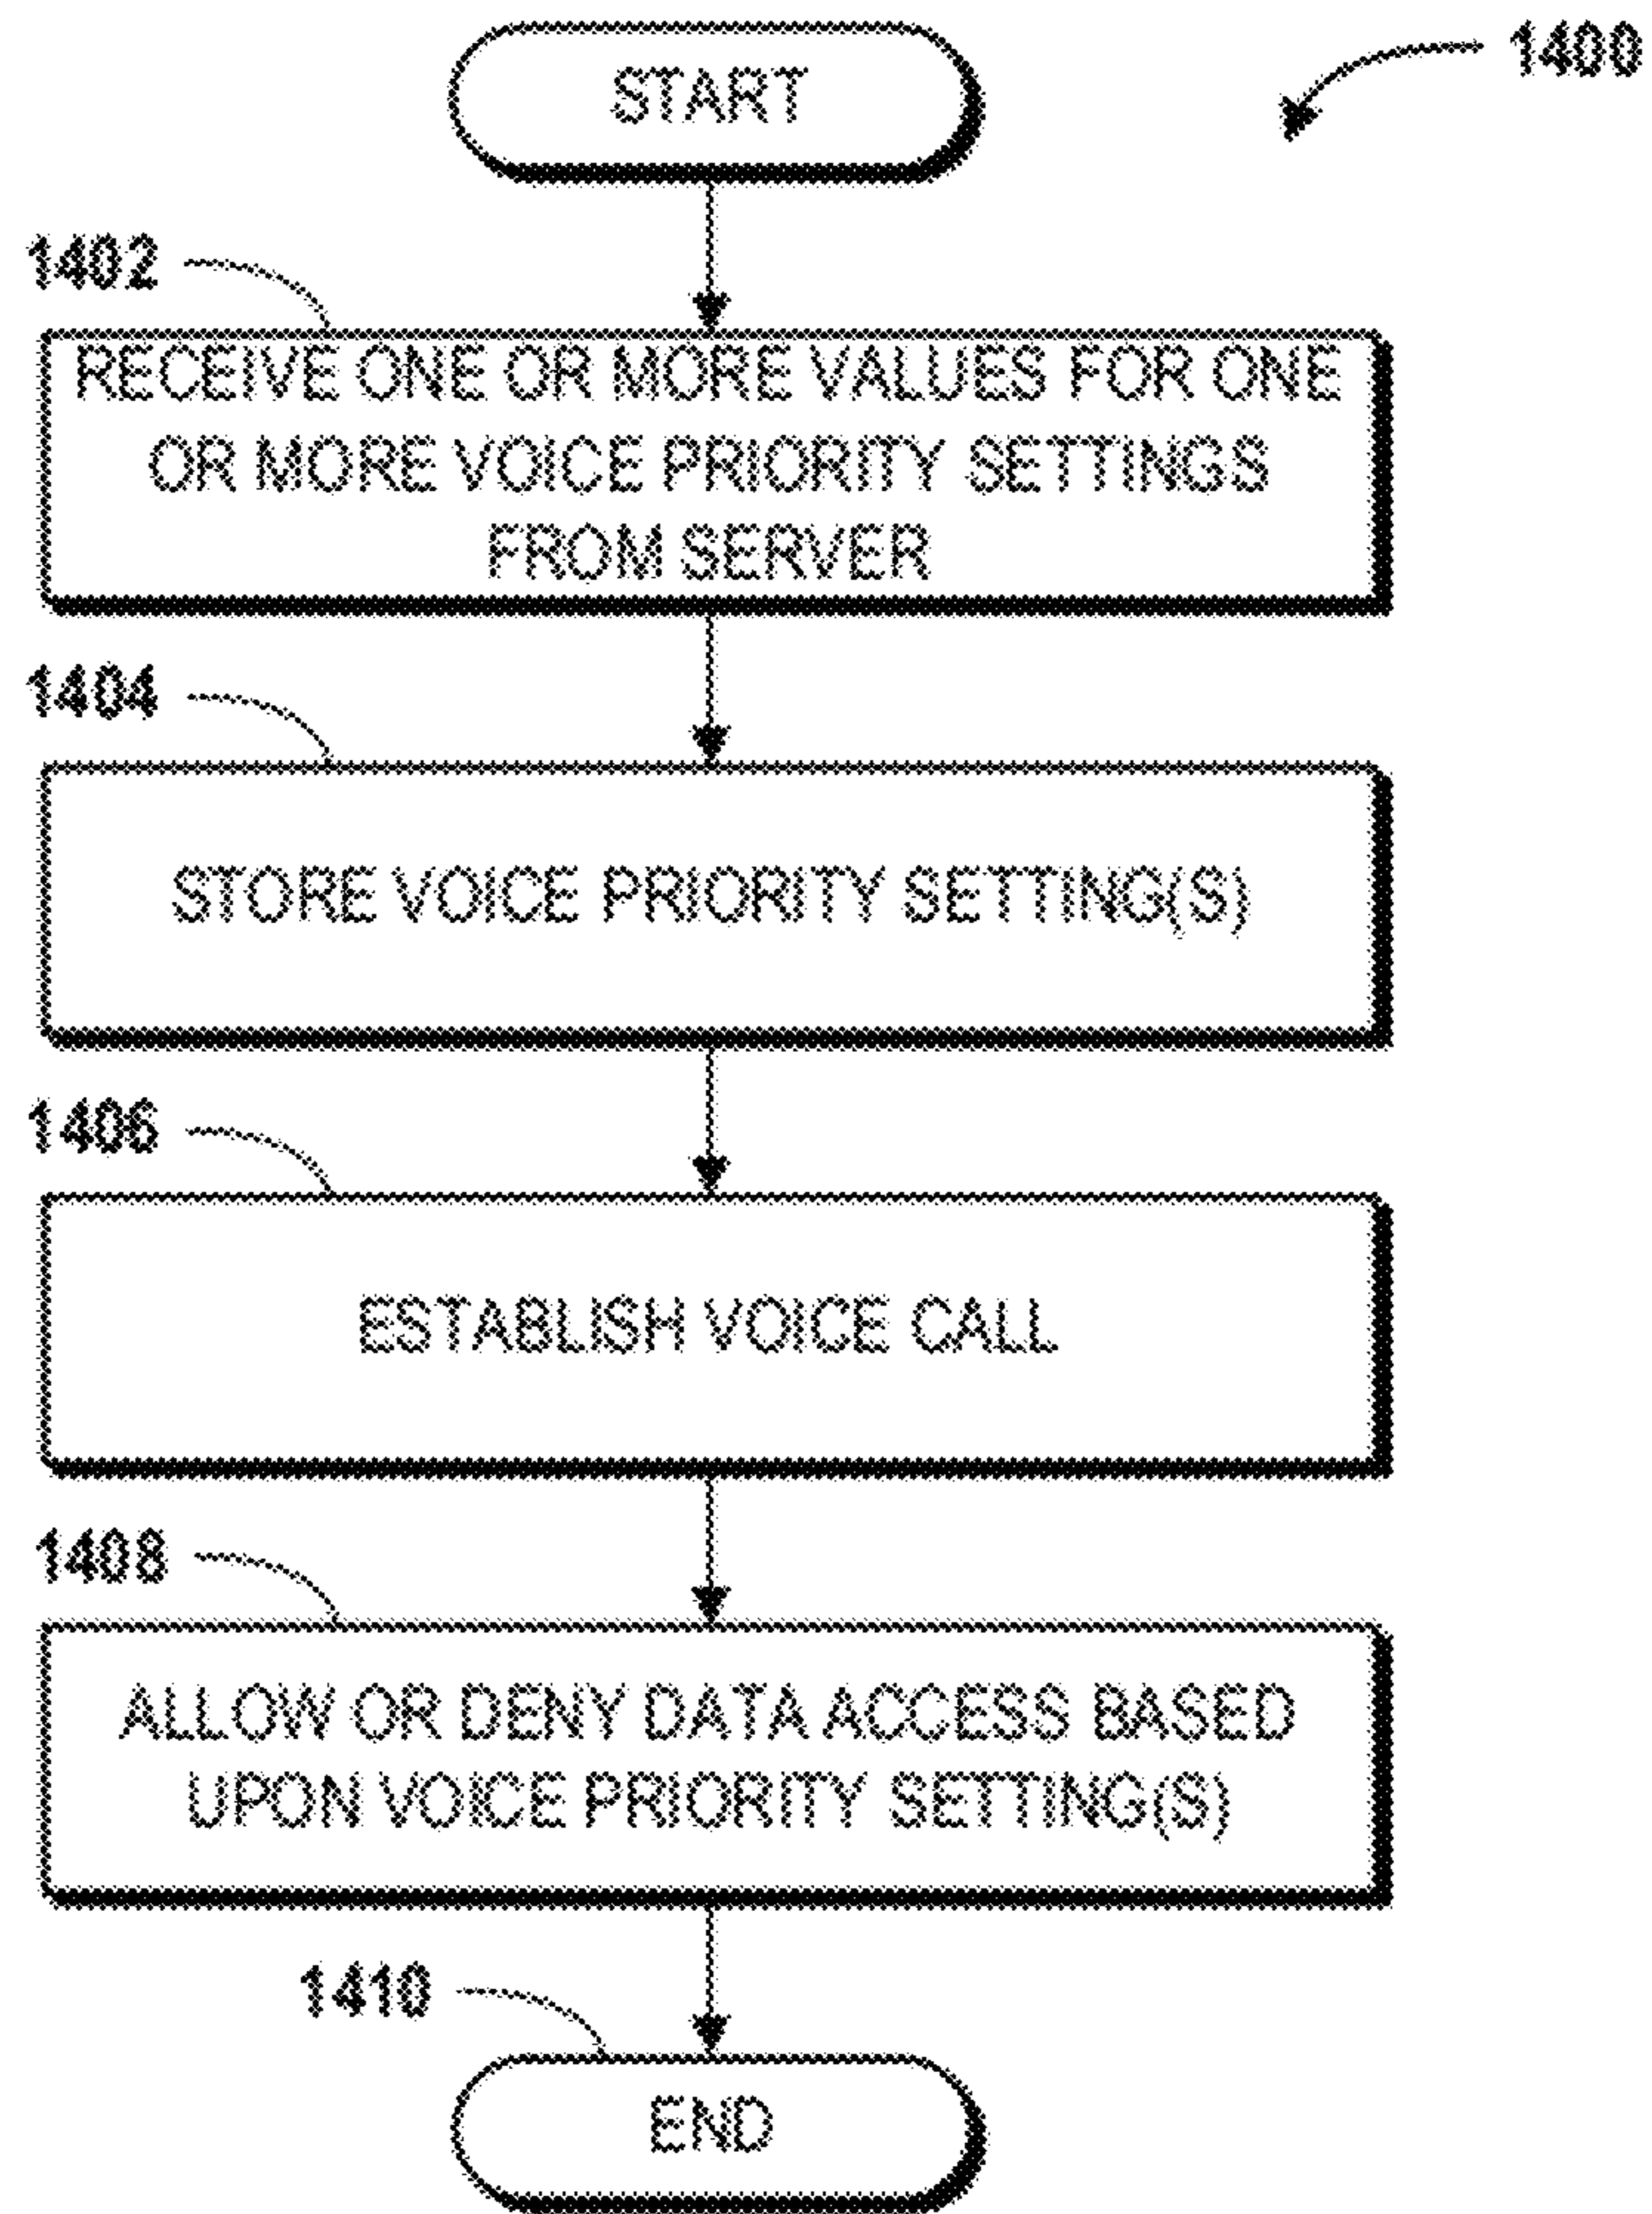 START
1400
1402
RECEIVE ONE OR MORE VALUES FOR ONE
OR MORE VOICE PRIORITY SETTINGS
FROM SERVER
1404
STORE VOICE PRIORITY SETTING(S)
1406
ESTABLISH VOICE CALL
1408
ALLOW OR DENY DATA ACCESS BASED
UPON VOICE PRIORITY SETTING(S)
1410
END